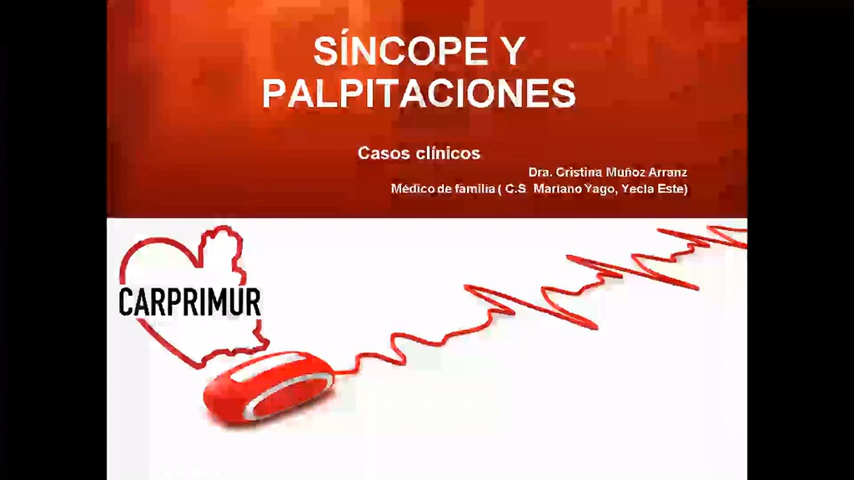 SÍNCOPE Y
PALPITACIONES
Casos clínicos
Dra. Cristina Muñoz Arranz
Médico de familia ( C.S Mariano Yago, Yecla Este)
CARPRIMUR